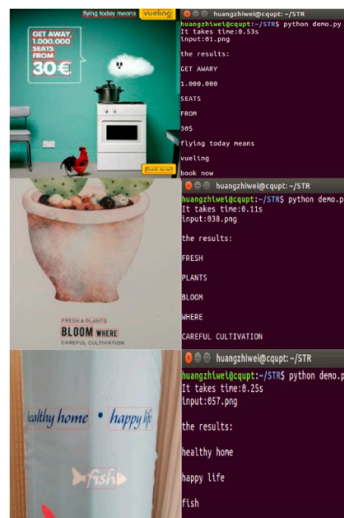 flying today means vueling
GET AWAY.
1.000.000
SEATS
FROM
30€
book now
huangzhiwei@cqupt: ~/STR
huangzhiwei@cqupt:~/STR$ python demo.py
It takes time:0.53s
input:01.png
the results:
GET AWARY
1.000.000
SEATS
FROM
30$
flying today means
vueling
book now
FRESH & PLANTS
BLOOM WHERE
CAREFUL CULTIVATION
huangzhiwei@cqupt: ~/STR
huangzhiwei@cqupt:~/STR$ python demo.p
It takes time:0.11s
input:038.png
the results:
FRESH
PLANTS
BLOOM
WHERE
CAREFUL CULTIVATION
healthy home • happy life
fish
huangzhiwei@cqupt: ~/STR
huangzhiwei@cqupt:~/STR$ python demo.p
It takes time:0.25s
input:057.png
the results:
healthy home
happy life
fish